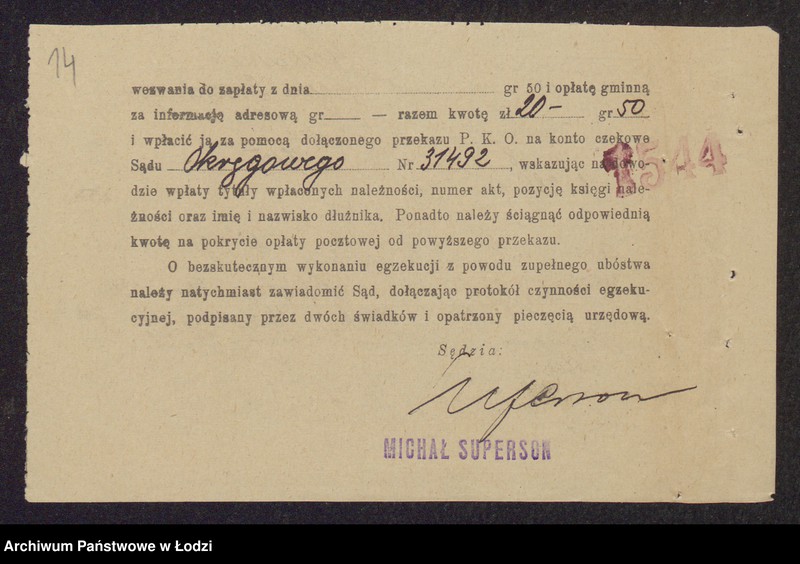 14
wezwania do zapłaty z dnia gr 50 i opłatę gminną
za informację adresową gr — razem kwotę zł 20- gr 50
i wpłacić ją za pomocą dołączonego przekazu P. K. O. na konto czekowe
Sądu Okręgowego Nr 31492, wskazując na dowo-
1544
dzie wpłaty tytuły wpłaconych należności, numer akt, pozycję księgi nale-
żności oraz imię i nazwisko dłużnika. Ponadto należy ściągnąć odpowiednią
kwotę na pokrycie opłaty pocztowej od powyższego przekazu.
O bezskutecznym wykonaniu egzekucji z powodu zupełnego ubóstwa
należy natychmiast zawiadomić Sąd, dołączając protokół czynności egzeku-
cyjnej, podpisany przez dwóch świadków i opatrzony pieczęcią urzędową.
Sędzia:
MICHAŁ SUPERSON
Archiwum Państwowe w Łodzi